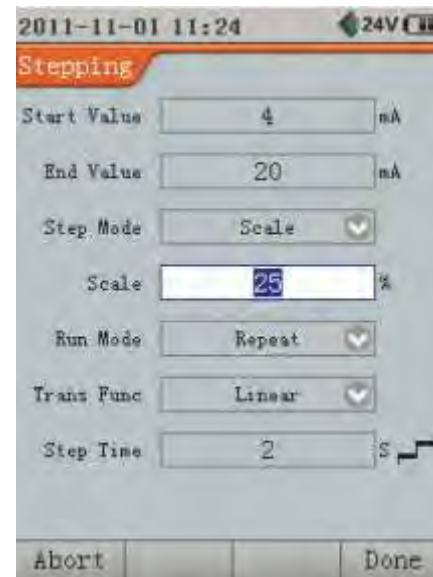 2011-11-01 11:24 24V
Stepping
Start Value 4 mA
End Value 20 mA
Step Mode Scale
Scale 25 %
Run Mode Repeat
Trans Func Linear
Step Time 2 S
Abort Done